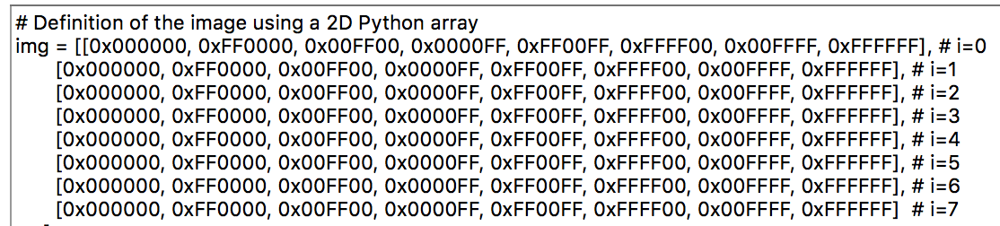 # Definition of the image using a 2D Python array
img = [[0x000000, 0xFF0000, 0x00FF00, 0x0000FF, 0xFF00FF, 0xFFFF00, 0x00FFFF, 0xFFFFFF], # i=0
[0x000000, 0xFF0000, 0x00FF00, 0x0000FF, 0xFF00FF, 0xFFFF00, 0x00FFFF, 0xFFFFFF], # i=1
[0x000000, 0xFF0000, 0x00FF00, 0x0000FF, 0xFF00FF, 0xFFFF00, 0x00FFFF, 0xFFFFFF], # i=2
[0x000000, 0xFF0000, 0x00FF00, 0x0000FF, 0xFF00FF, 0xFFFF00, 0x00FFFF, 0xFFFFFF], # i=3
[0x000000, 0xFF0000, 0x00FF00, 0x0000FF, 0xFF00FF, 0xFFFF00, 0x00FFFF, 0xFFFFFF], # i=4
[0x000000, 0xFF0000, 0x00FF00, 0x0000FF, 0xFF00FF, 0xFFFF00, 0x00FFFF, 0xFFFFFF], # i=5
[0x000000, 0xFF0000, 0x00FF00, 0x0000FF, 0xFF00FF, 0xFFFF00, 0x00FFFF, 0xFFFFFF], # i=6
[0x000000, 0xFF0000, 0x00FF00, 0x0000FF, 0xFF00FF, 0xFFFF00, 0x00FFFF, 0xFFFFFF] # i=7